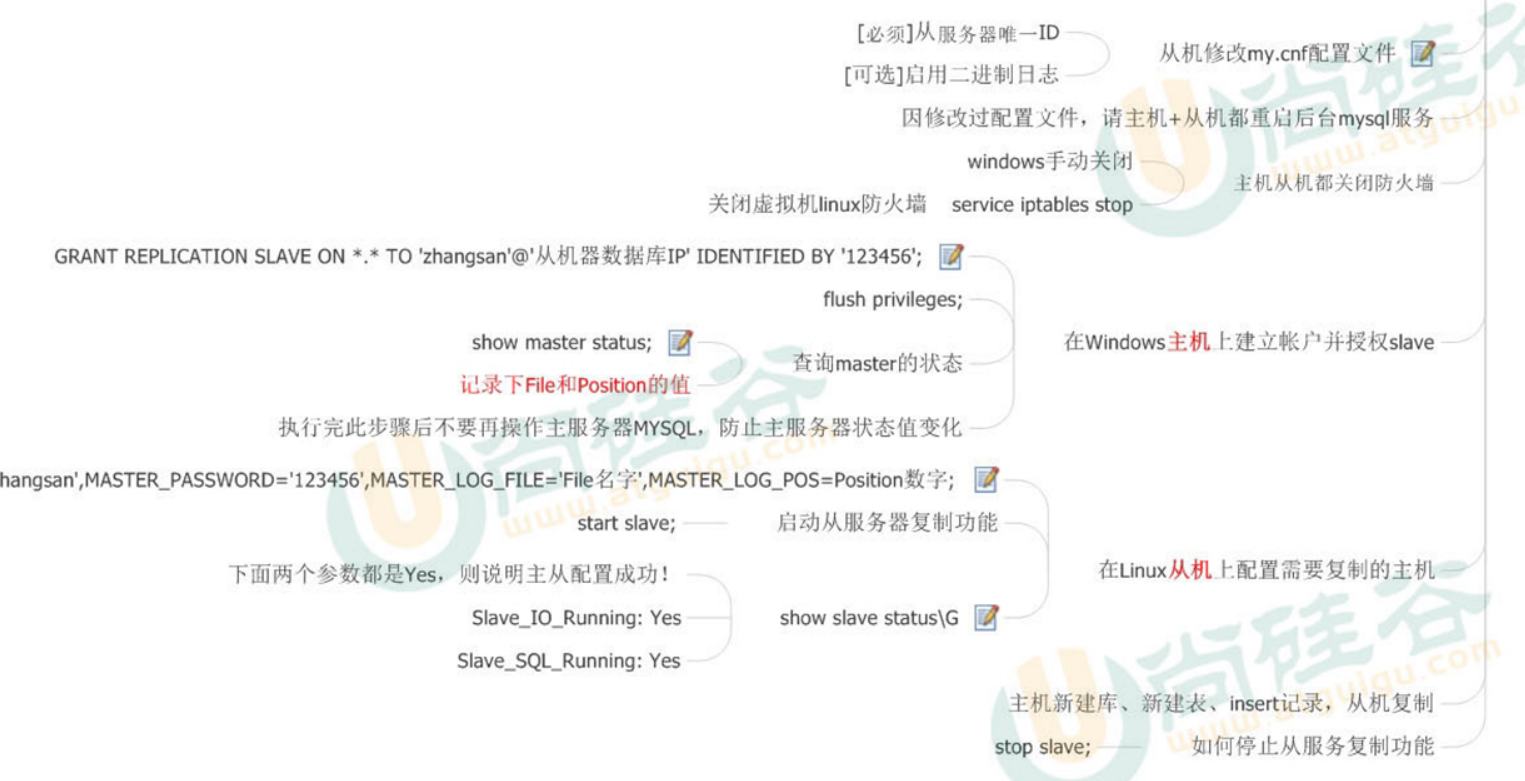 [必须]从服务器唯一ID
从机修改my.cnf配置文件
[可选]启用二进制日志
因修改过配置文件，请主机+从机都重启后台mysql服务
windows手动关闭
主机从机都关闭防火墙
关闭虚拟机linux防火墙 service iptables stop
GRANT REPLICATION SLAVE ON *.* TO 'zhangsan'@'从机器数据库IP' IDENTIFIED BY '123456';
flush privileges;
在Windows主机上建立帐户并授权slave
show master status;
查询master的状态
记录下File和Position的值
执行完此步骤后不要再操作主服务器MYSQL，防止主服务器状态值变化
hangsan',MASTER_PASSWORD='123456',MASTER_LOG_FILE='File名字',MASTER_LOG_POS=Position数字;
start slave;
启动从服务器复制功能
在Linux从机上配置需要复制的主机
下面两个参数都是Yes，则说明主从配置成功！
Slave_IO_Running: Yes
show slave status\G
Slave_SQL_Running: Yes
主机新建库、新建表、insert记录，从机复制
stop slave;
如何停止从服务复制功能
尚硅谷
www.atguigu.com
尚硅谷
www.atguigu.com